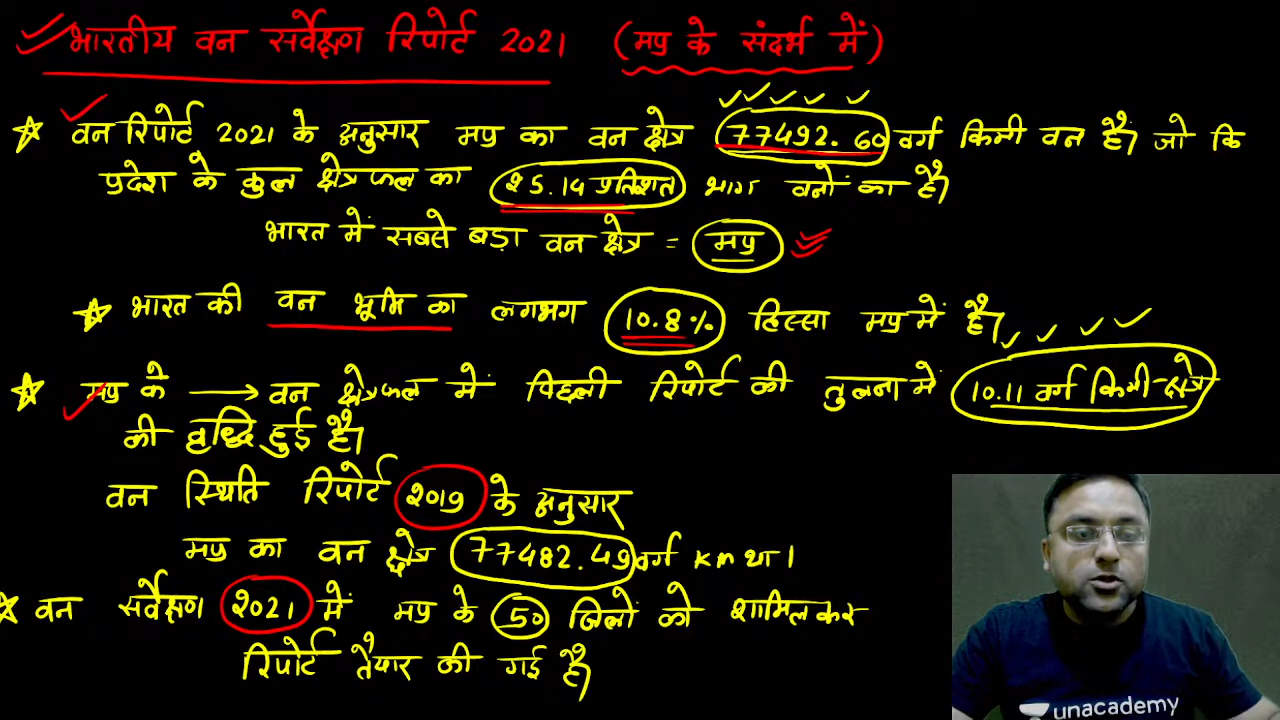 भारतीय वन सर्वेक्षण रिपोर्ट 2021 (मप्र के संदर्भ में)
वन रिपोर्ट 2021 के अनुसार मप्र का वन क्षेत्र 77492.60 वर्ग किमी वन है। जो कि
प्रदेश के कुल क्षेत्रफल का 25.14 प्रतिशत भाग वनों का है।
भारत में सबसे बड़ा वन क्षेत्र = मप्र
भारत की वन भूमि का लगभग 10.8% हिस्सा मप्र में है।
मप्र के → वन क्षेत्रफल में पिछली रिपोर्ट की तुलना में 10.11 वर्ग किमी-क्षेत्र
की वृद्धि हुई है।
वन स्थिति रिपोर्ट 2019 के अनुसार
मप्र का वन क्षेत्र 77482.49 वर्ग km था।
वन सर्वेक्षण 2021 में मप्र के 50 जिलों को शामिल कर
रिपोर्ट तैयार की गई है
unacademy